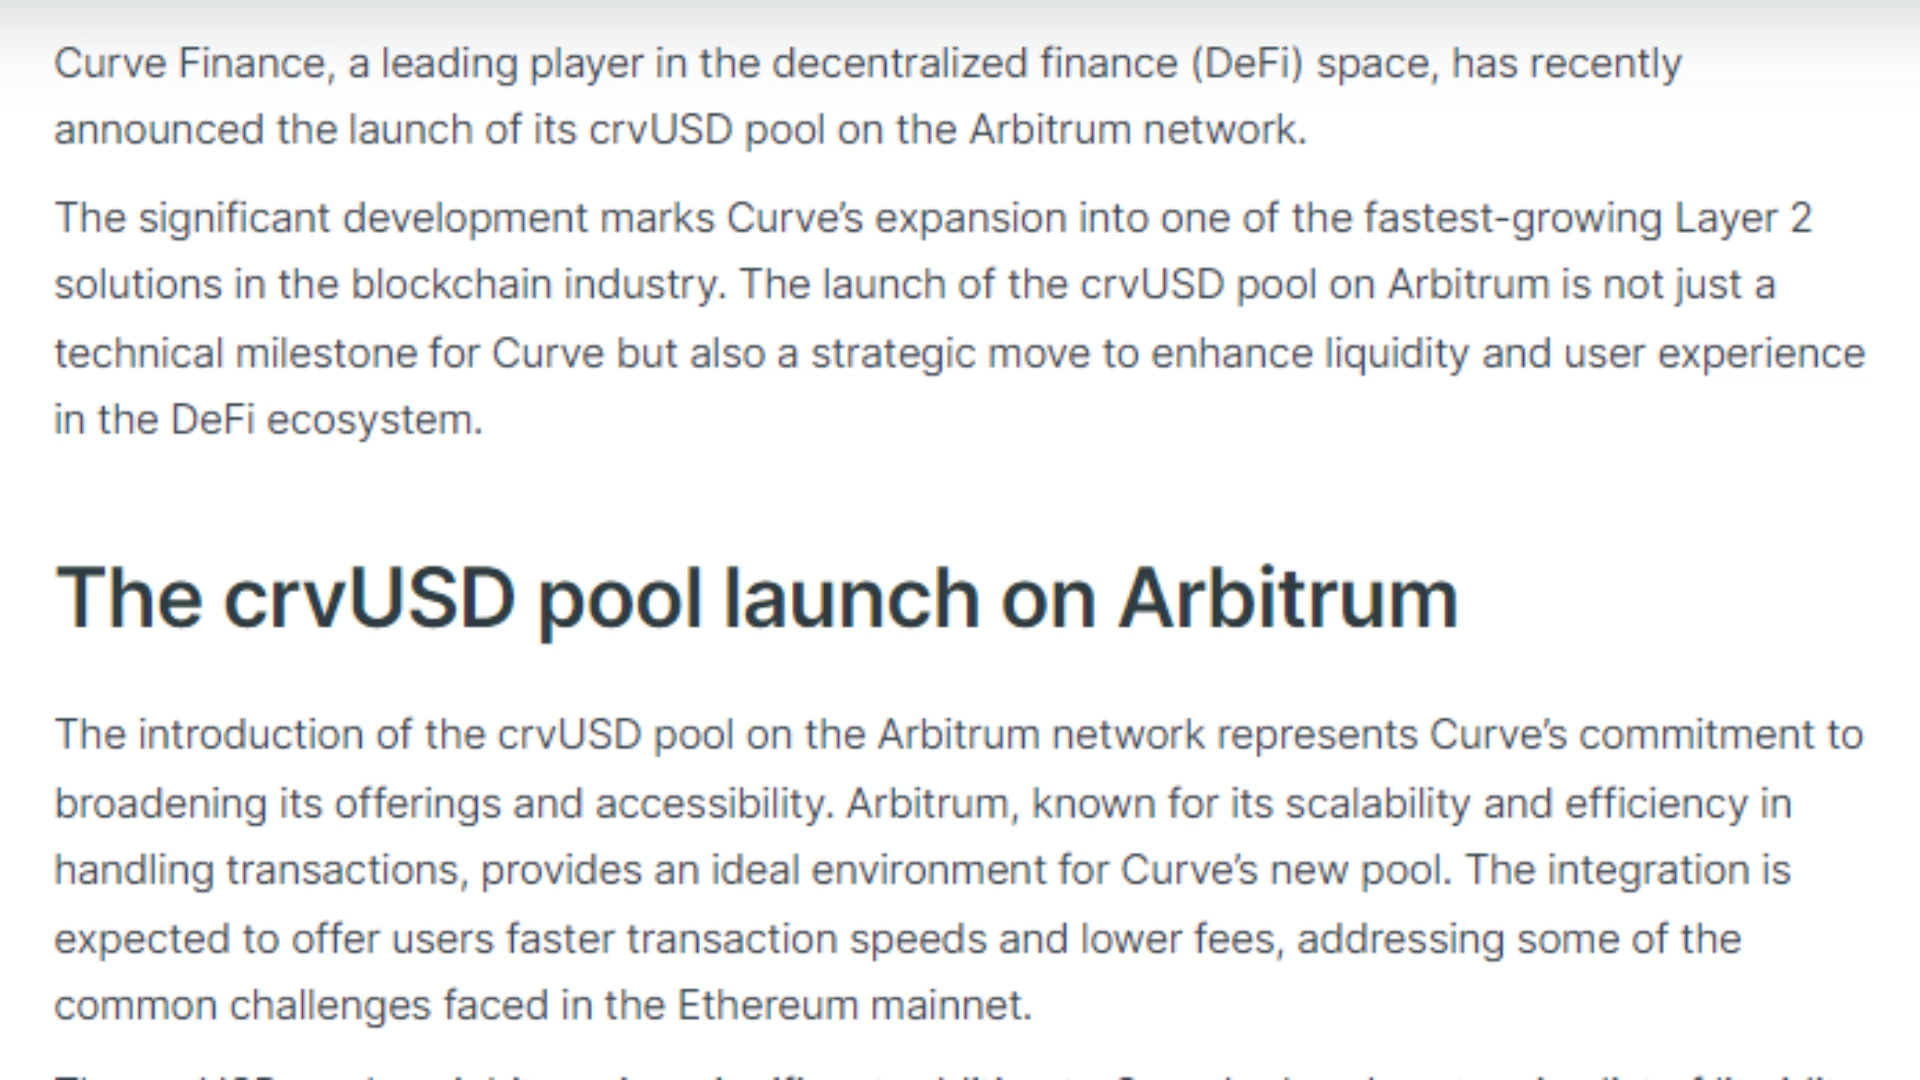 Curve Finance, a leading player in the decentralized finance (DeFi) space, has recently
announced the launch of its crvUSD pool on the Arbitrum network.
The significant development marks Curve’s expansion into one of the fastest-growing Layer 2
solutions in the blockchain industry. The launch of the crvUSD pool on Arbitrum is not just a
technical milestone for Curve but also a strategic move to enhance liquidity and user experience
in the DeFi ecosystem.
The crvUSD pool launch on Arbitrum
The introduction of the crvUSD pool on the Arbitrum network represents Curve’s commitment to
broadening its offerings and accessibility. Arbitrum, known for its scalability and efficiency in
handling transactions, provides an ideal environment for Curve’s new pool. The integration is
expected to offer users faster transaction speeds and lower fees, addressing some of the
common challenges faced in the Ethereum mainnet.